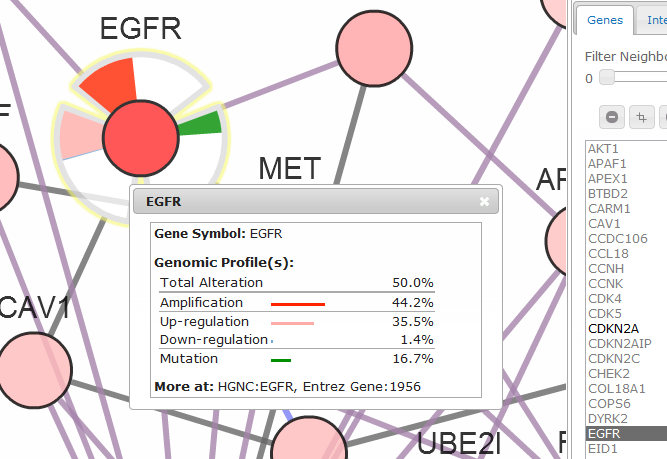 EGFR
MET
F
AF
CAV1
UBE2I
F
EGFR
Gene Symbol: EGFR
Genomic Profile(s):
Total Alteration 50.0%
Amplification 44.2%
Up-regulation 35.5%
Down-regulation 1.4%
Mutation 16.7%
More at: HGNC:EGFR, Entrez Gene:1956
Genes Inte
Filter Neighbo
0
AKT1
APAF1
APEX1
BTBD2
CARM1
CAV1
CCDC106
CCL18
CCNH
CCNK
CDK4
CDK5
CDKN2A
CDKN2AIP
CDKN2C
CHEK2
COL18A1
COPS6
DYRK2
EGFR
EID1